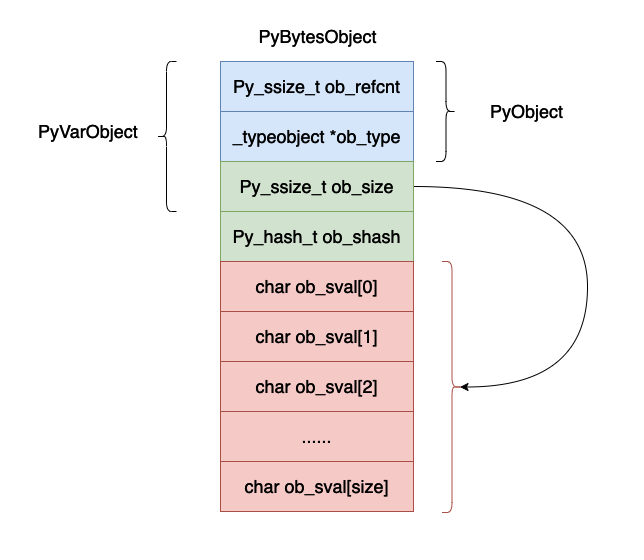 PyBytesObject
Py_ssize_t ob_refcnt
PyObject
_typeobject *ob_type
PyVarObject
Py_ssize_t ob_size
Py_hash_t ob_shash
char ob_sval[0]
char ob_sval[1]
char ob_sval[2]
......
char ob_sval[size]